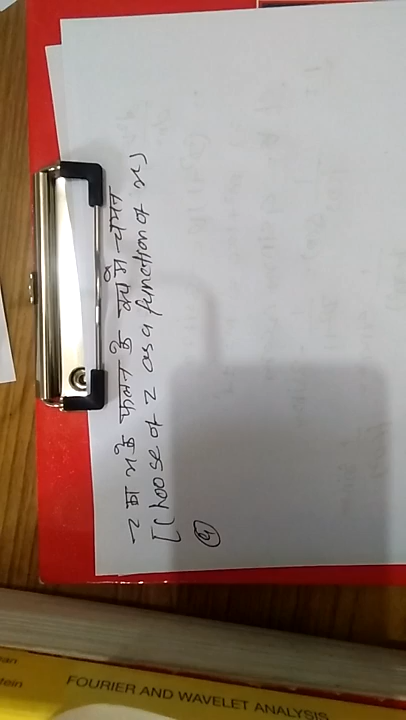 z का x के फलन के रूप में चयन
[Choose of z as a function of x)
FOURIER AND WAVELET ANALYSIS